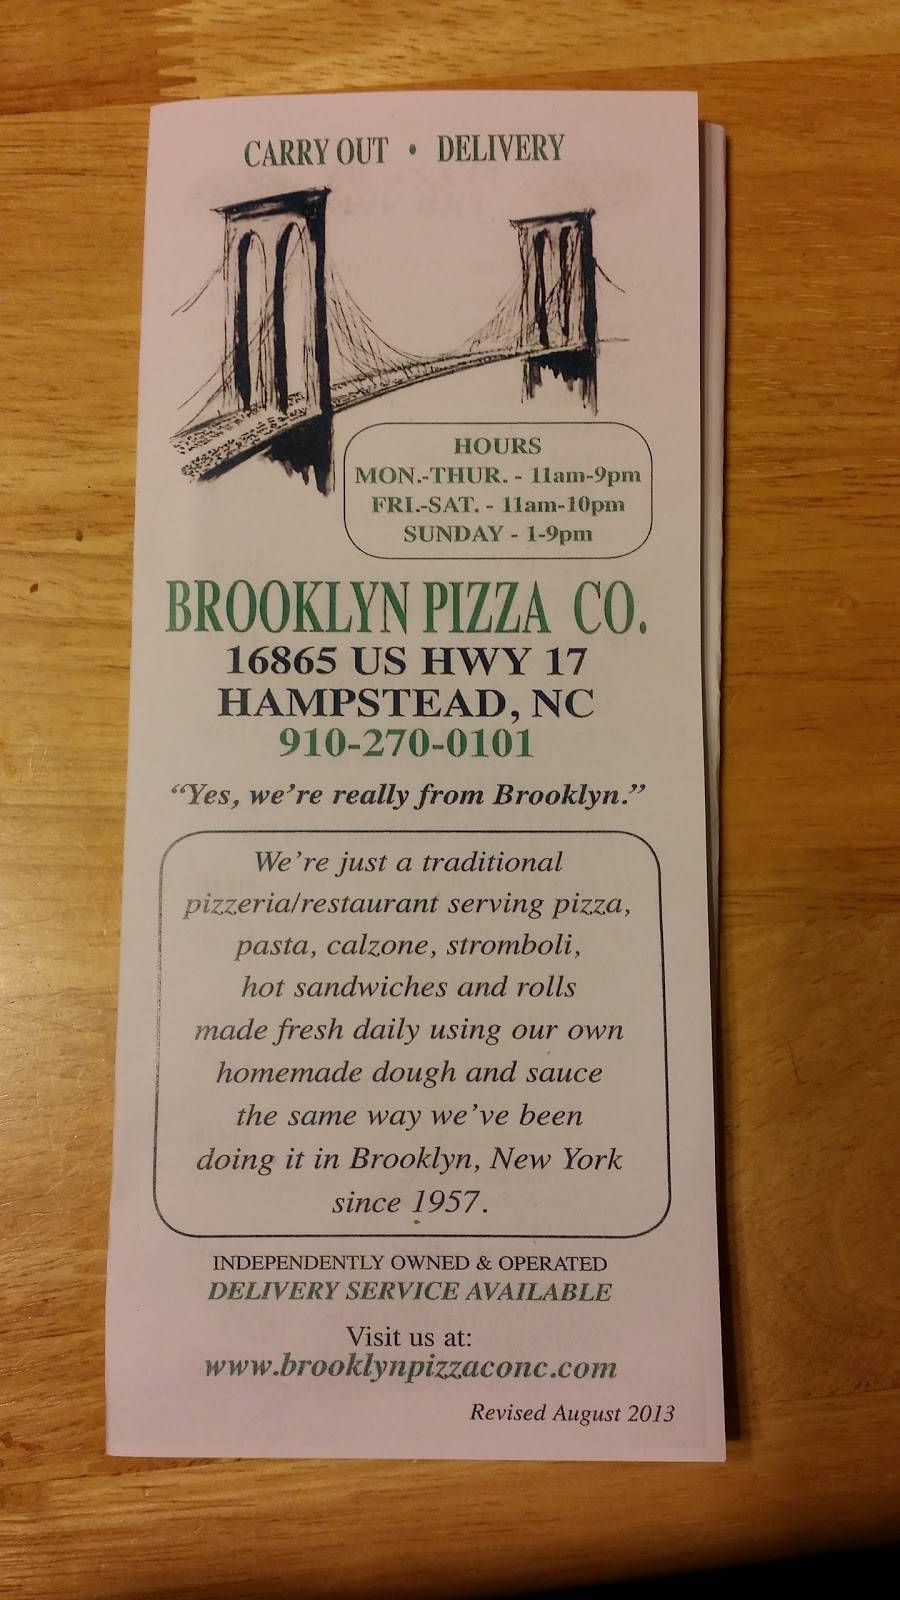 CARRY OUT • DELIVERY
HOURS
MON.-THUR. - 11am-9pm
FRI.-SAT. - 11am-10pm
SUNDAY - 1-9pm
BROOKLYN PIZZA CO.
16865 US HWY 17
HAMPSTEAD, NC
910-270-0101
“Yes, we’re really from Brooklyn.”
We’re just a traditional
pizzeria/restaurant serving pizza,
pasta, calzone, stromboli,
hot sandwiches and rolls
made fresh daily using our own
homemade dough and sauce
the same way we’ve been
doing it in Brooklyn, New York
since 1957.
INDEPENDENTLY OWNED & OPERATED
DELIVERY SERVICE AVAILABLE
Visit us at:
www.brooklynpizzaconc.com
Revised August 2013